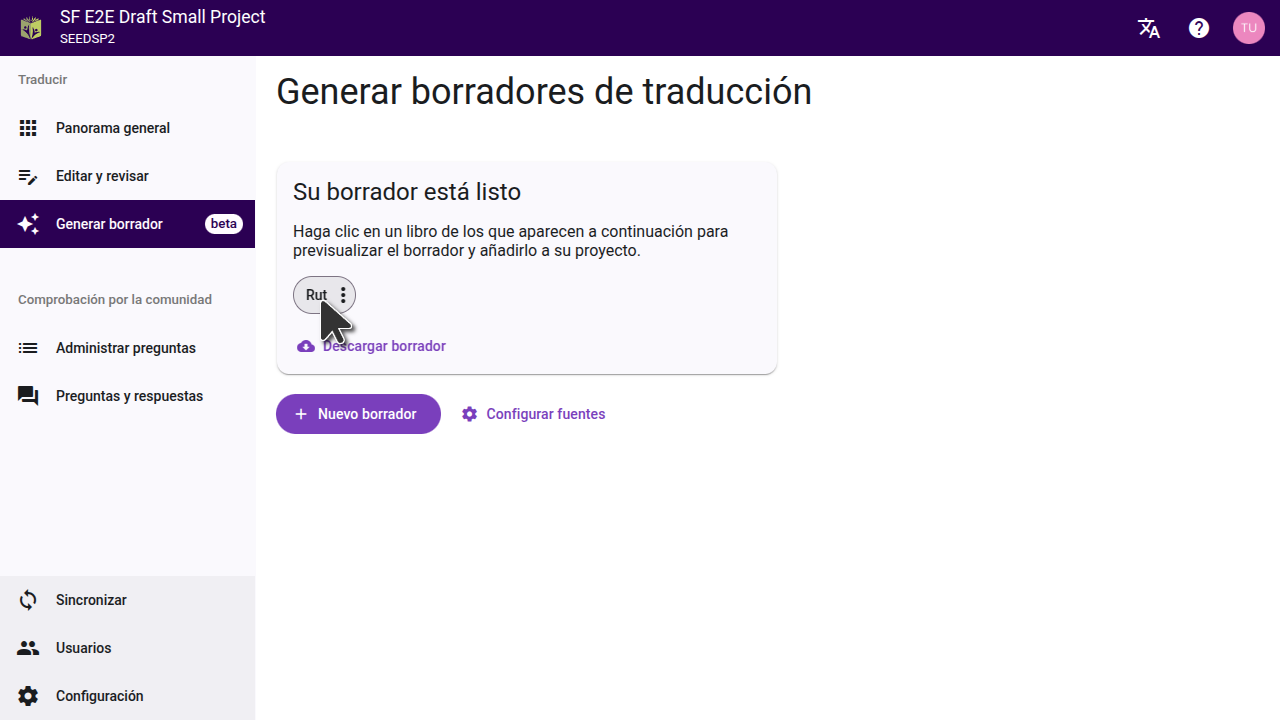 SF E2E Draft Small Project
SEEDSP2
TU
Traducir
Panorama general
Editar y revisar
Generar borrador
beta
Comprobación por la comunidad
Administrar preguntas
Preguntas y respuestas
Sincronizar
Usuarios
Configuración
Generar borradores de traducción
Su borrador está listo
Haga clic en un libro de los que aparecen a continuación para
previsualizar el borrador y añadirlo a su proyecto.
Rut
Descargar borrador
Nuevo borrador
Configurar fuentes